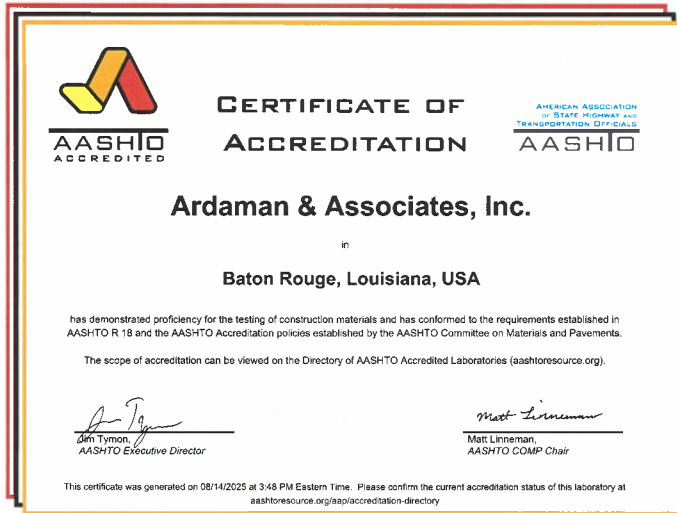 CERTIFICATE OF
ACCREDITATION
AASHTO
ACCREDITED
AMERICAN ASSOCIATION
OF STATE HIGHWAY AND
TRANSPORTATION OFFICIALS
AASHTO
Ardaman & Associates, Inc.
in
Baton Rouge, Louisiana, USA
has demonstrated proficiency for the testing of construction materials and has conformed to the requirements established in
AASHTO R 18 and the AASHTO Accreditation policies established by the AASHTO Committee on Materials and Pavements.
The scope of accreditation can be viewed on the Directory of AASHTO Accredited Laboratories (aashtoresource.org).
Matt Linneman
Jim Tymon,
AASHTO Executive Director
Matt Linneman,
AASHTO COMP Chair
This certificate was generated on 08/14/2025 at 3:48 PM Eastern Time. Please confirm the current accreditation status of this laboratory at
aashtoresource.org/aap/accreditation-directory